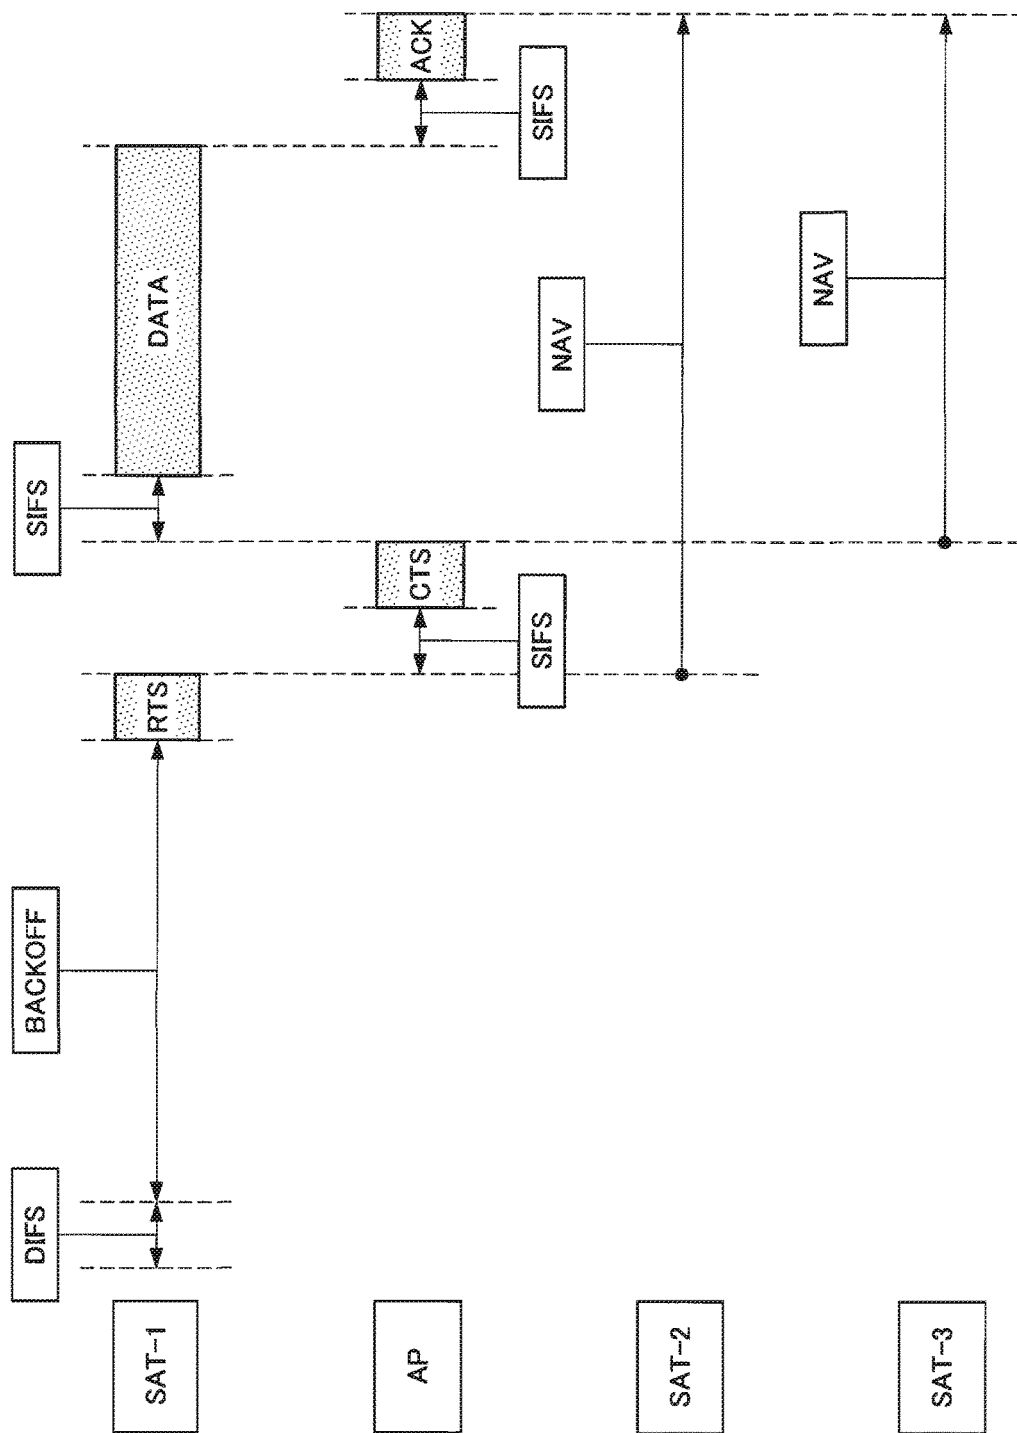 DIFS
BACKOFF
SIFS
SAT-1
RTS
DATA
AP
CTS
ACK
SIFS
SIFS
SAT-2
NAV
SAT-3
NAV